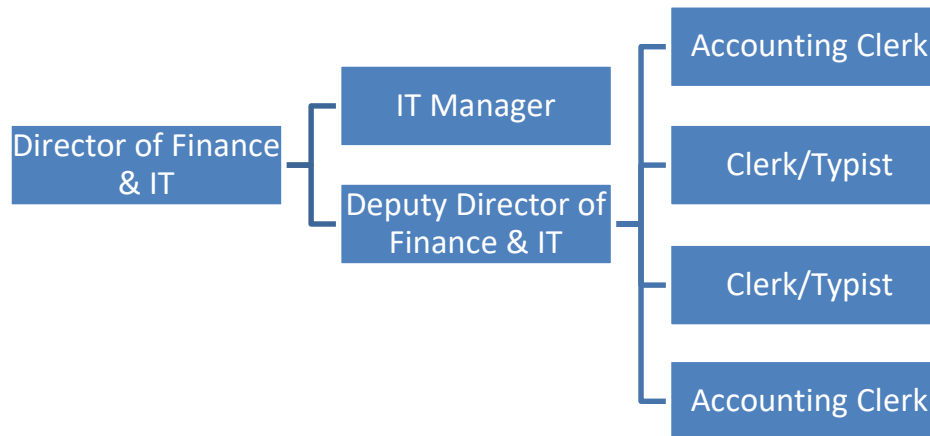 Director of Finance
& IT
IT Manager
Deputy Director of
Finance & IT
Accounting Clerk
Clerk/Typist
Clerk/Typist
Accounting Clerk